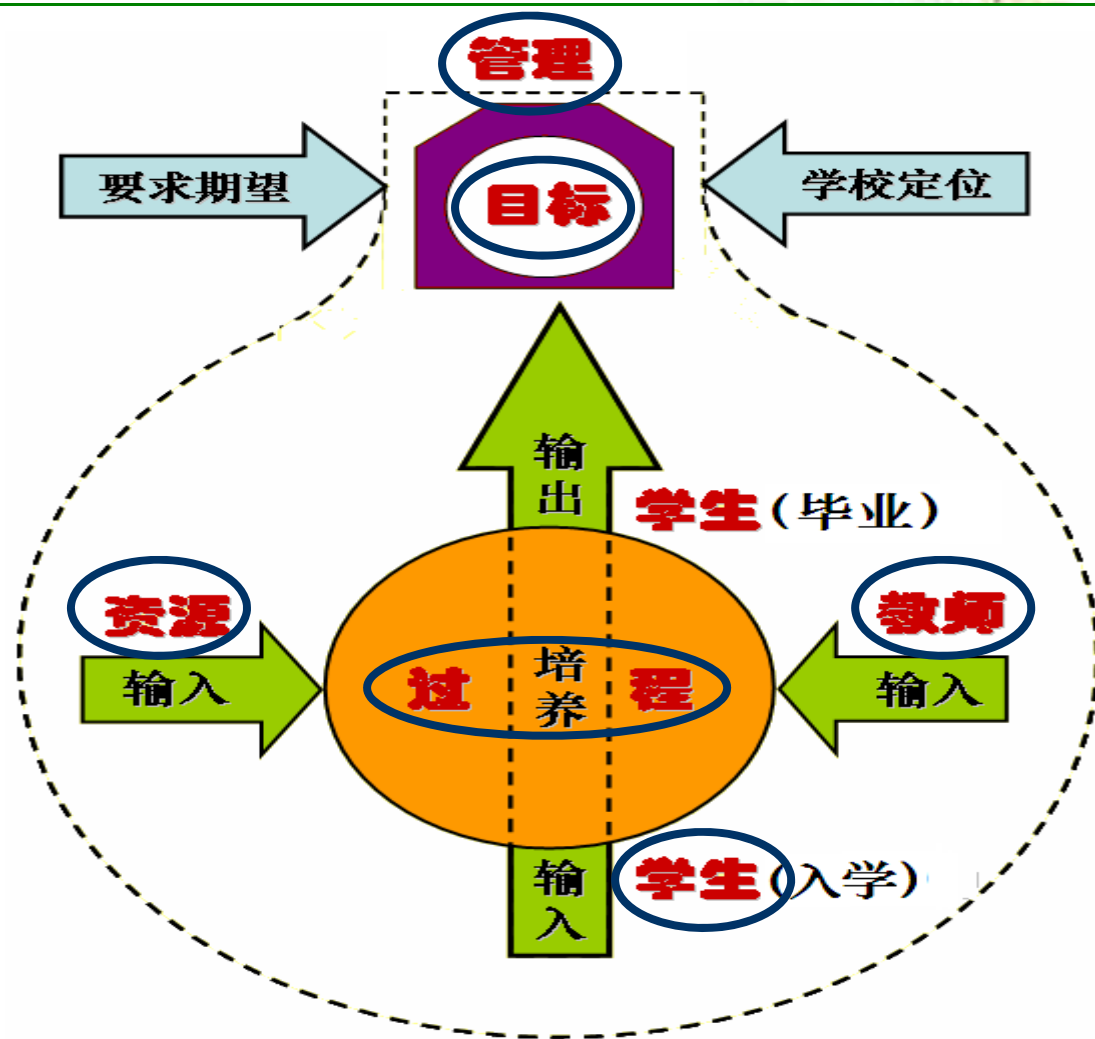 管理
要求期望
目标
学校定位
输出
学生(毕业)
资源
教师
输入
过培养程
输入
输入
学生(入学)